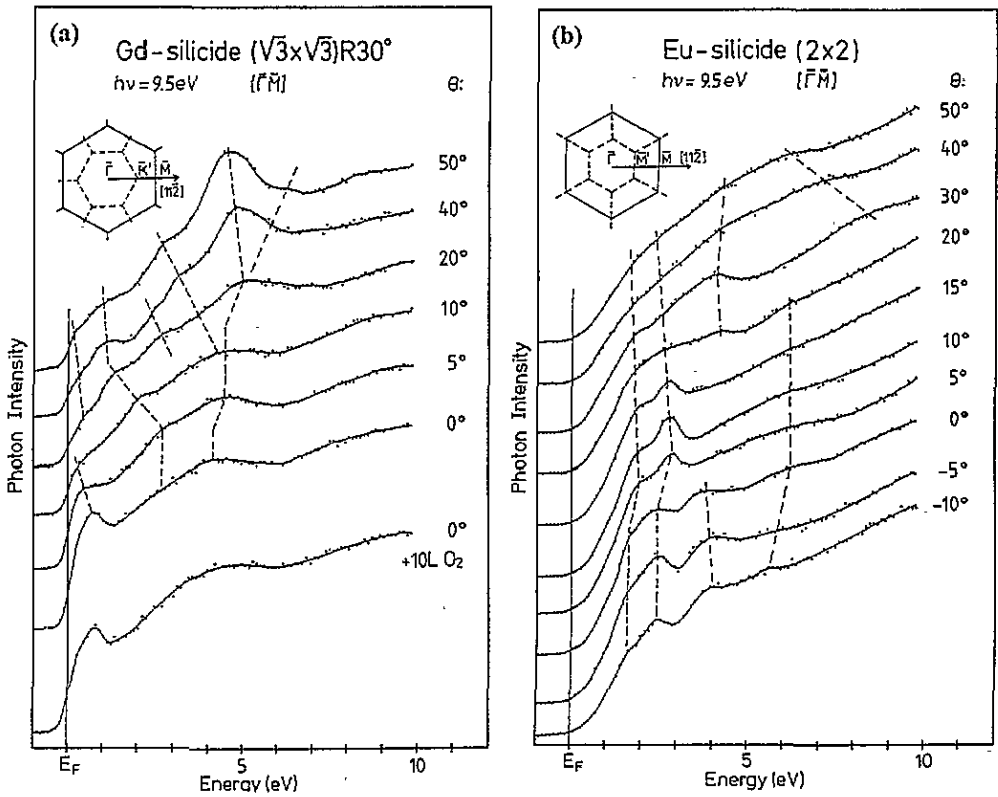 (a)
Gd-silicide (√3x√3)R30°
hν = 9.5eV [Γ̄M̄] θ:
50°
40°
20°
10°
5°
0°
0°
+10L O₂
Γ̄ K̄' M̄
[112̄]
Photon Intensity
E_F 5 10
Energy (eV)
(b)
Eu-silicide (2x2)
hν = 9.5eV [Γ̄M̄] θ:
50°
40°
30°
20°
15°
10°
5°
0°
-5°
-10°
Γ̄ M̄' M̄ [112̄]
Photon Intensity
E_F 5 10
Energy (eV)